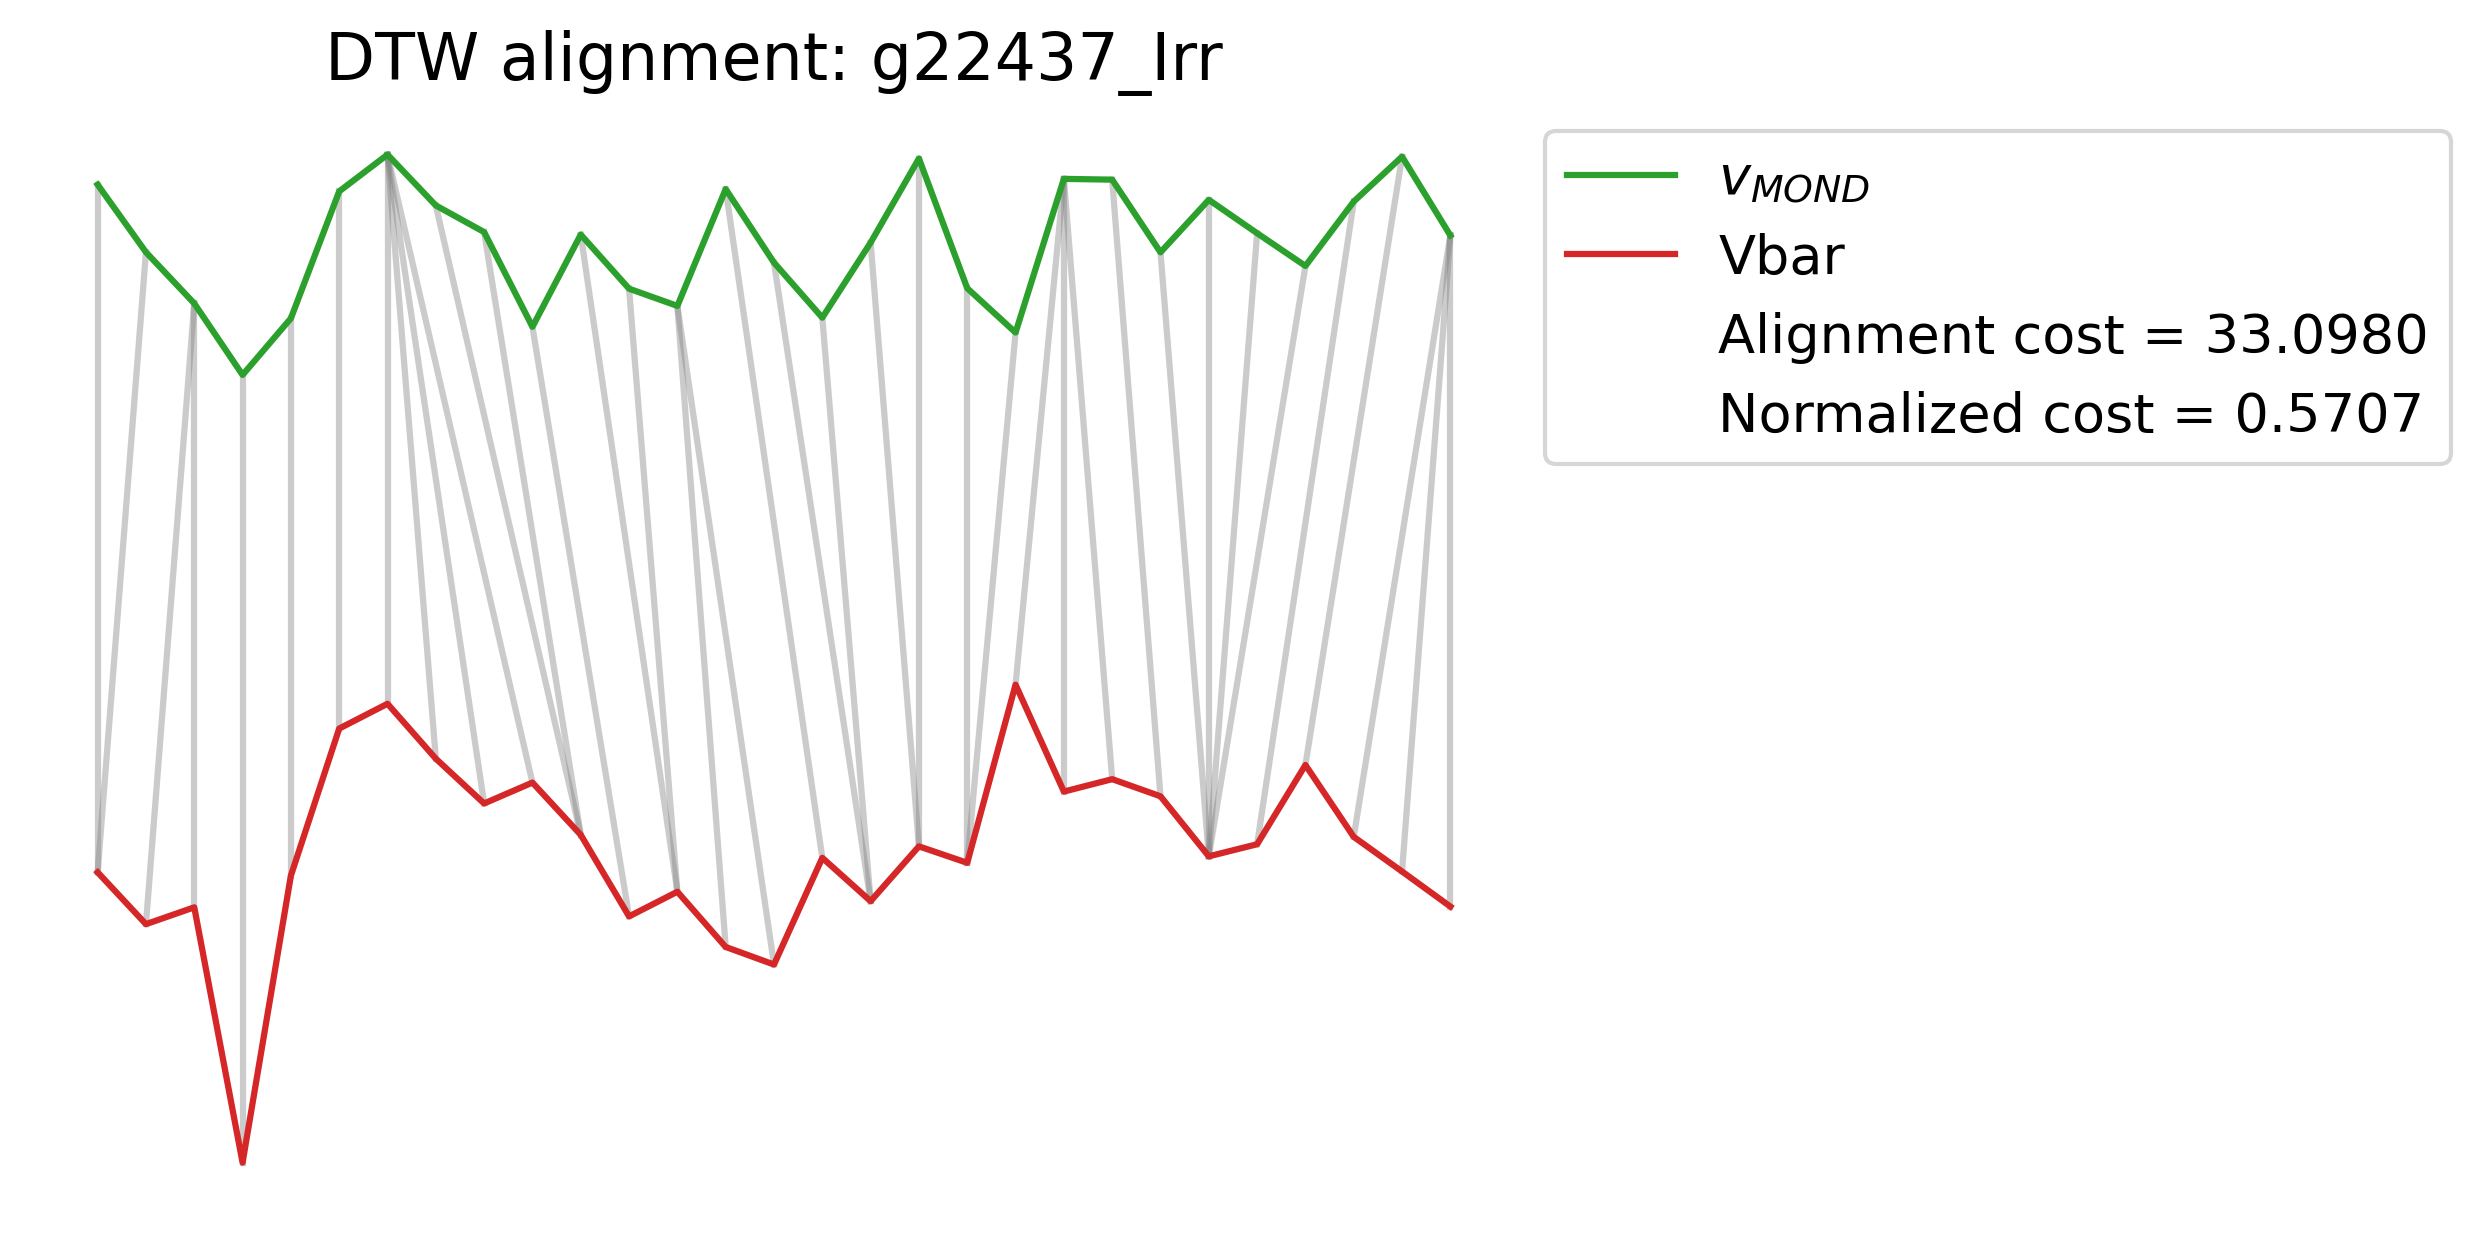 DTW alignment: g22437_Irr
v_MOND
Vbar
Alignment cost = 33.0980
Normalized cost = 0.5707